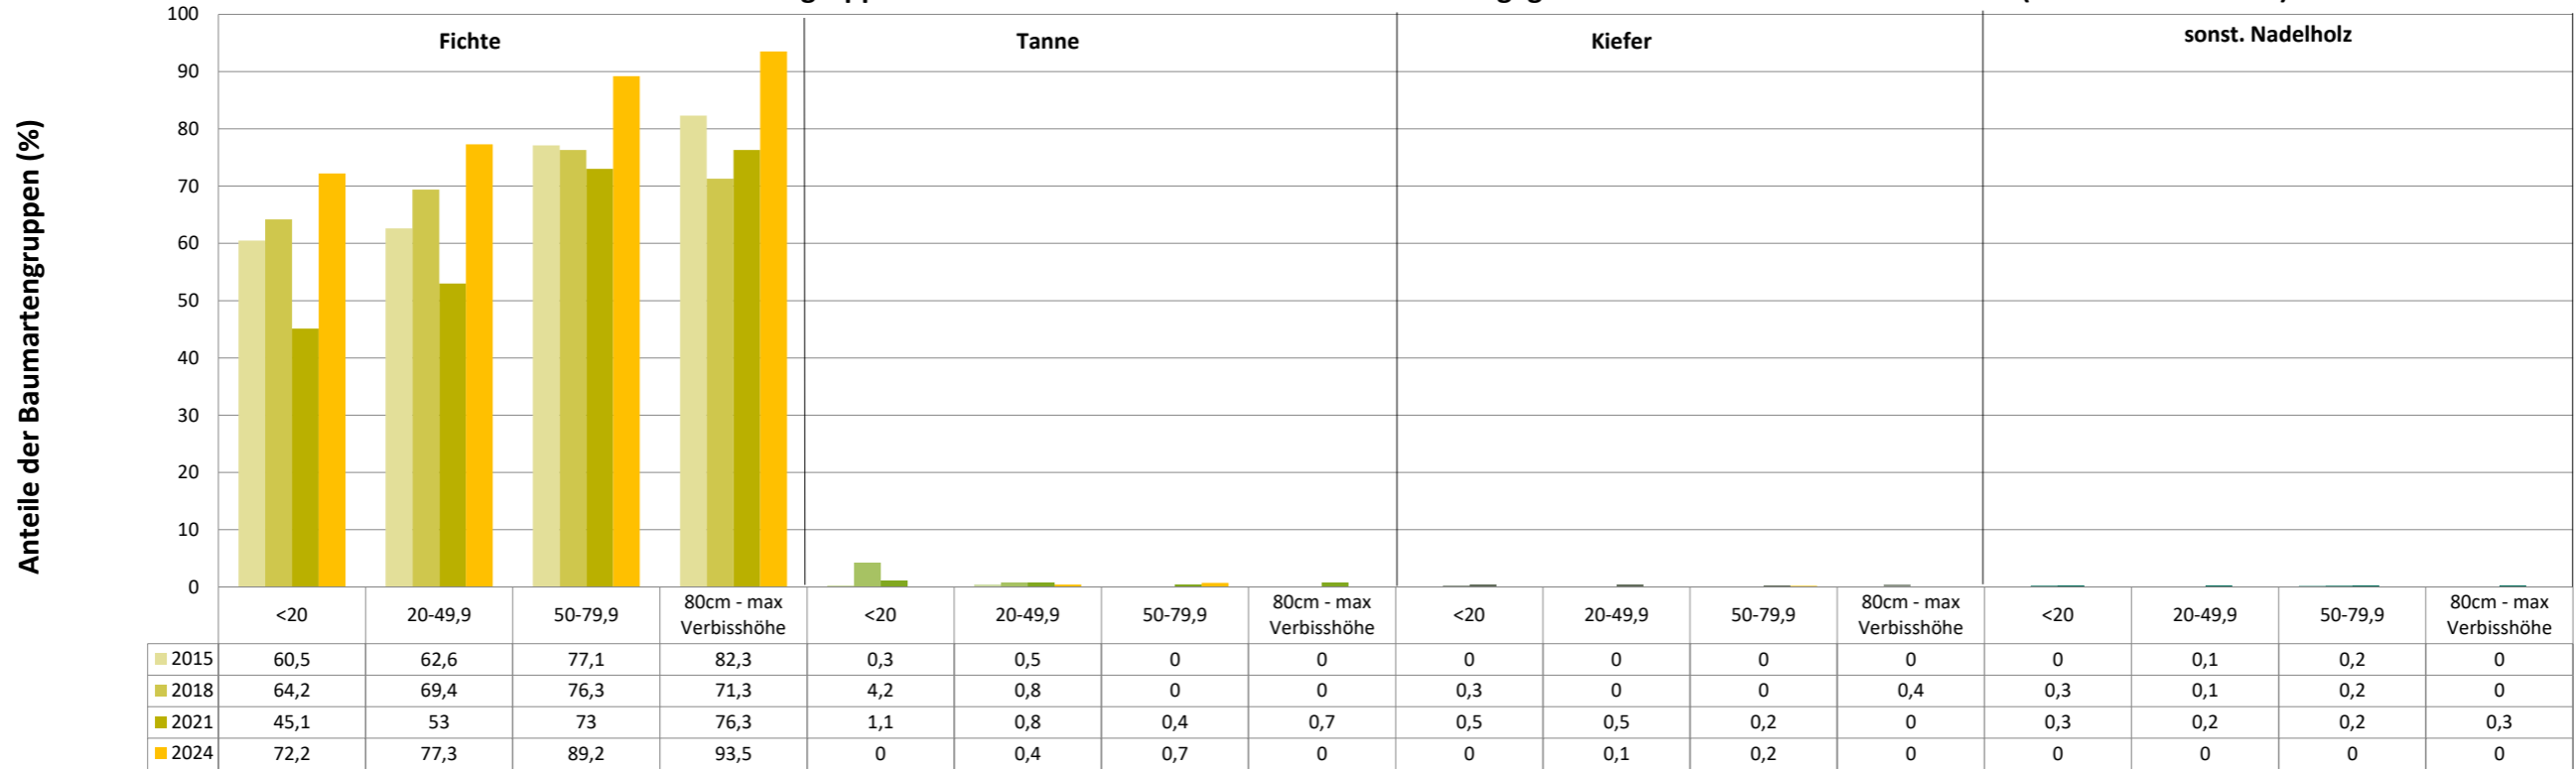 100
90
80
70
60
50
40
30
20
10
0
Anteile der Baumartengruppen (%)
Fichte Tanne Kiefer sonst. Nadelholz
<20 20-49,9 50-79,9 80cm - max Verbisshöhe <20 20-49,9 50-79,9 80cm - max Verbisshöhe <20 20-49,9 50-79,9 80cm - max Verbisshöhe <20 20-49,9 50-79,9 80cm - max Verbisshöhe
2015 60,5 62,6 77,1 82,3 0,3 0,5 0 0 0 0 0 0 0 0,1 0,2 0
2018 64,2 69,4 76,3 71,3 4,2 0,8 0 0 0,3 0 0 0,4 0,3 0,1 0,2 0
2021 45,1 53 73 76,3 1,1 0,8 0,4 0,7 0,5 0,5 0,2 0 0,3 0,2 0,2 0,3
2024 72,2 77,3 89,2 93,5 0 0,4 0,7 0 0 0,1 0,2 0 0 0 0 0